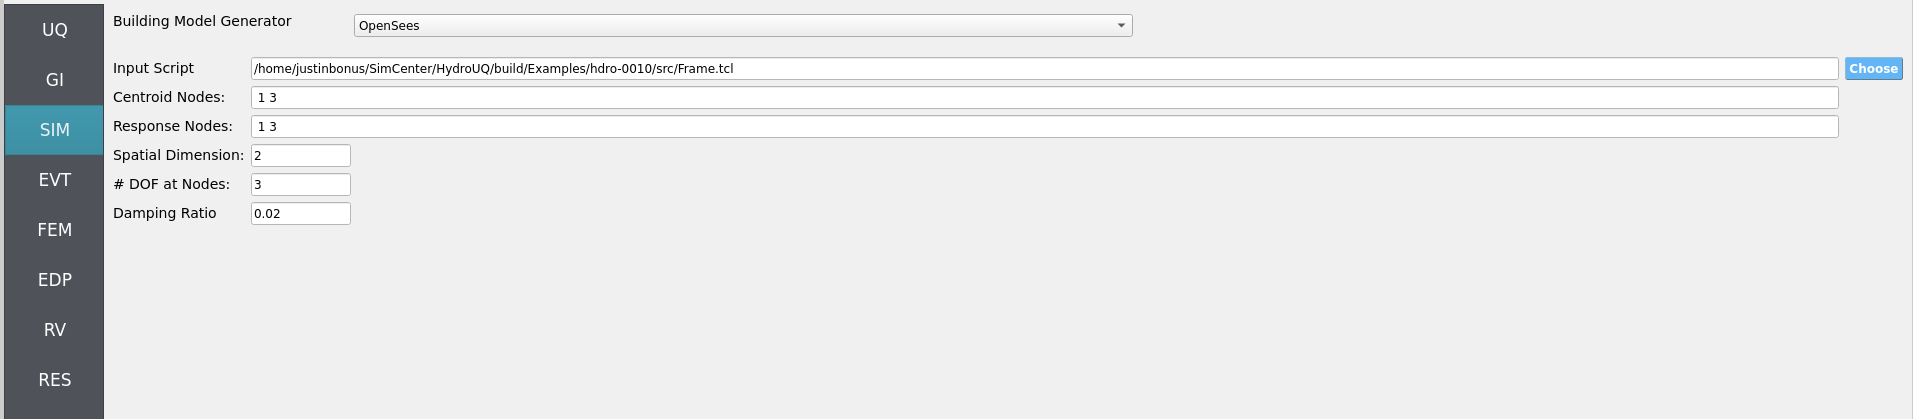 UQ
GI
SIM
EVT
FEM
EDP
RV
RES
Building Model Generator OpenSees
Input Script /home/justinbonus/SimCenter/HydroUQ/build/Examples/hdro-0010/src/Frame.tcl Choose
Centroid Nodes: 1 3
Response Nodes: 1 3
Spatial Dimension: 2
# DOF at Nodes: 3
Damping Ratio 0.02